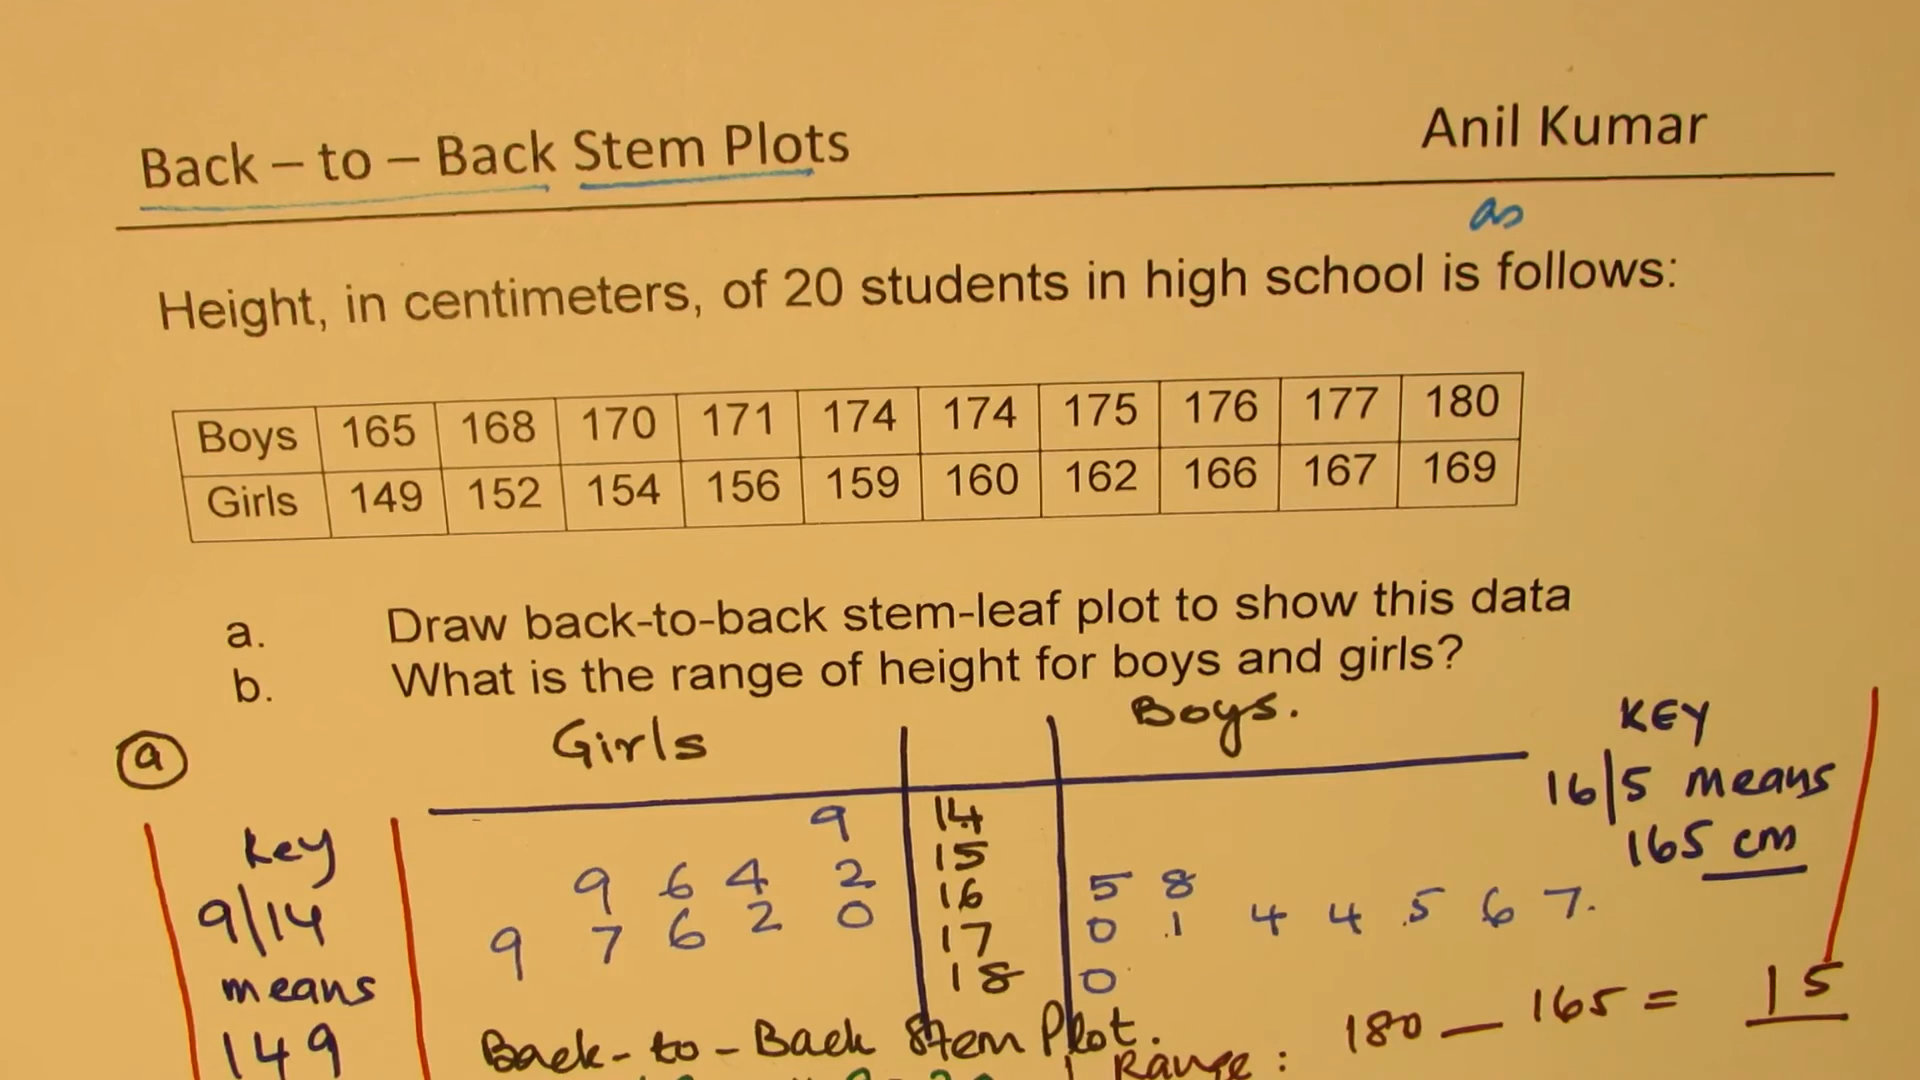 Back – to – Back Stem Plots Anil Kumar
as
Height, in centimeters, of 20 students in high school is follows:
Boys 165 168 170 171 174 174 175 176 177 180
Girls 149 152 154 156 159 160 162 166 167 169
a. Draw back-to-back stem-leaf plot to show this data
b. What is the range of height for boys and girls?
a Girls Boys. KEY
16|5 means
165 cm
Key
9|14
means
149
9 14
9 6 4 2 15
9 7 6 2 0 16 5 8
17 0 1 4 4 5 6 7.
18 0
180 — 165 = 15
Back-to-Back Stem Plot.
Range: